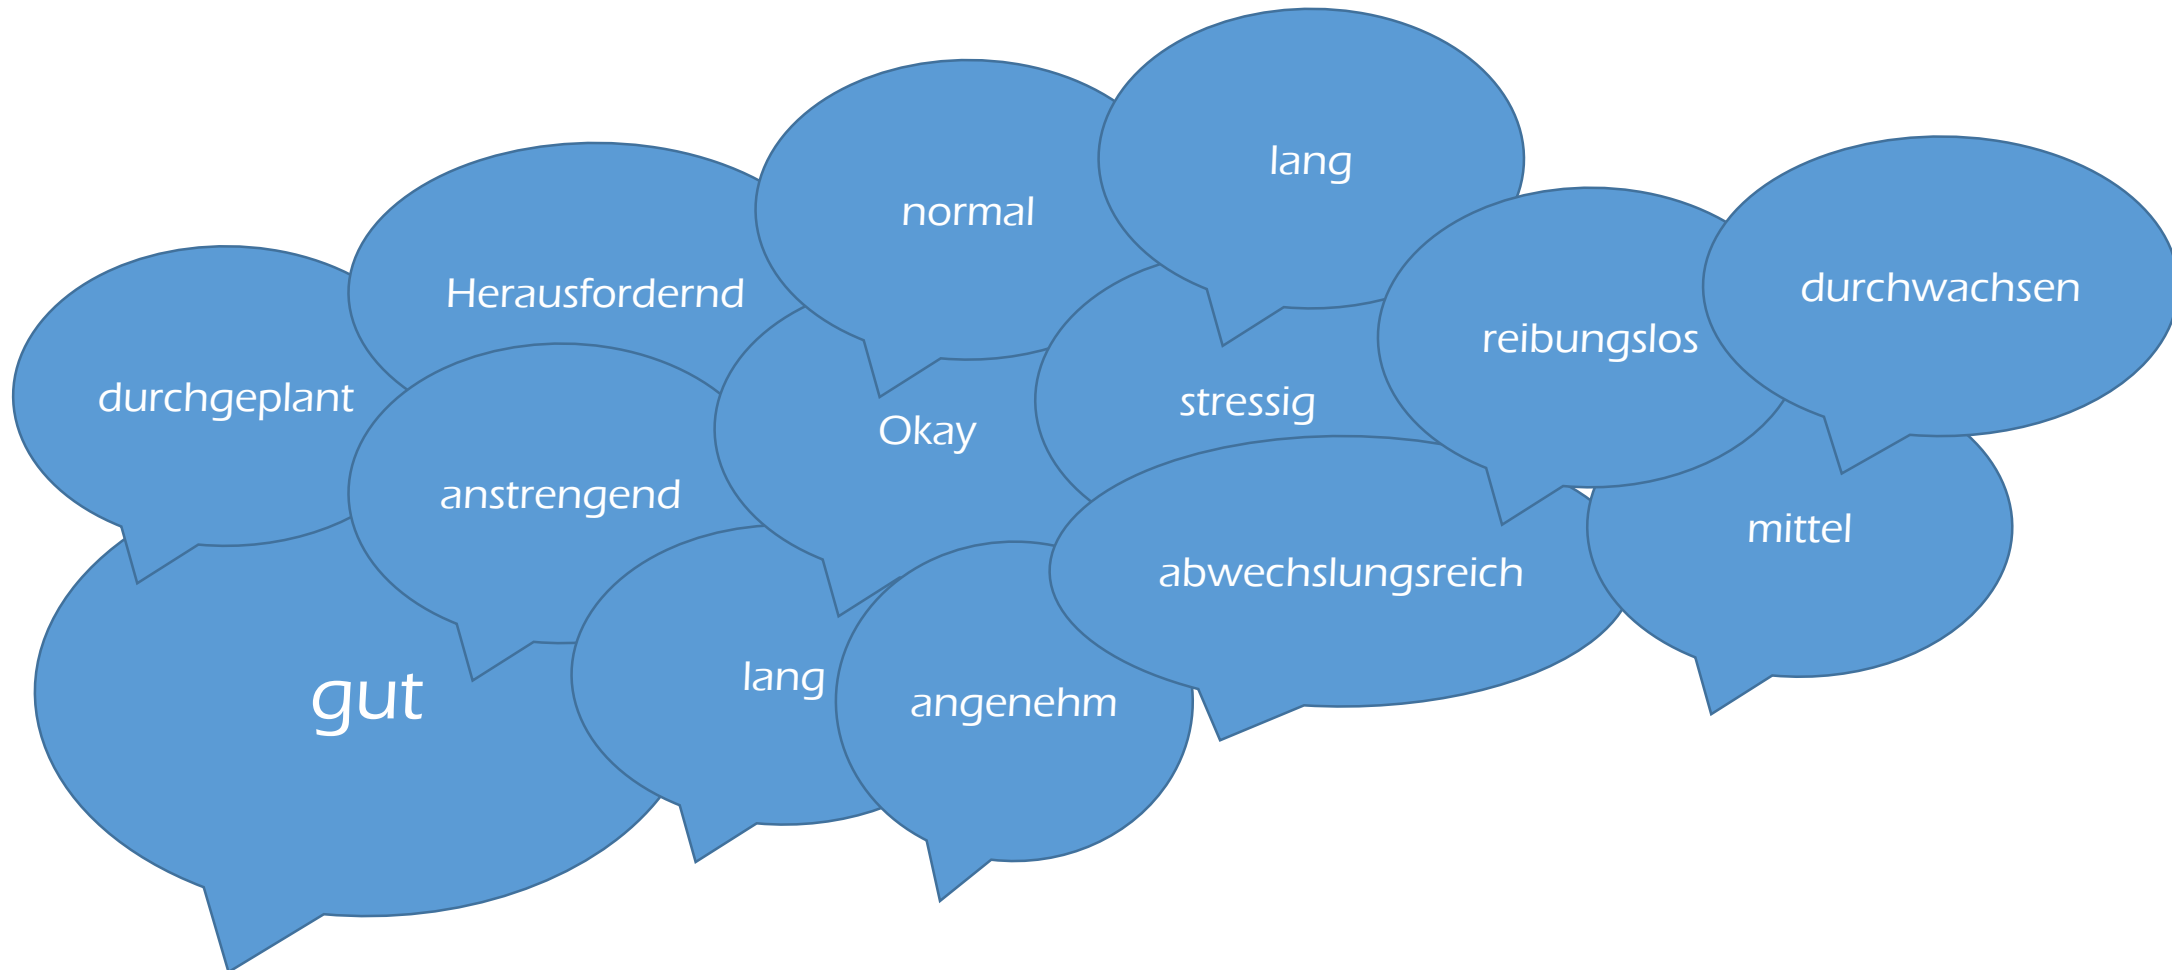 lang
normal
durchwachsen
Herausfordernd
reibungslos
durchgeplant
stressig
Okay
anstrengend
mittel
abwechslungsreich
lang
gut
angenehm